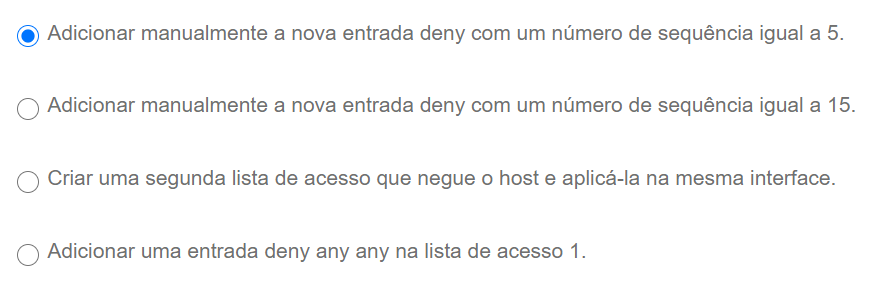 Adicionar manualmente a nova entrada deny com um número de sequência igual a 5.
Adicionar manualmente a nova entrada deny com um número de sequência igual a 15.
Criar uma segunda lista de acesso que negue o host e aplicá-la na mesma interface.
Adicionar uma entrada deny any any na lista de acesso 1.